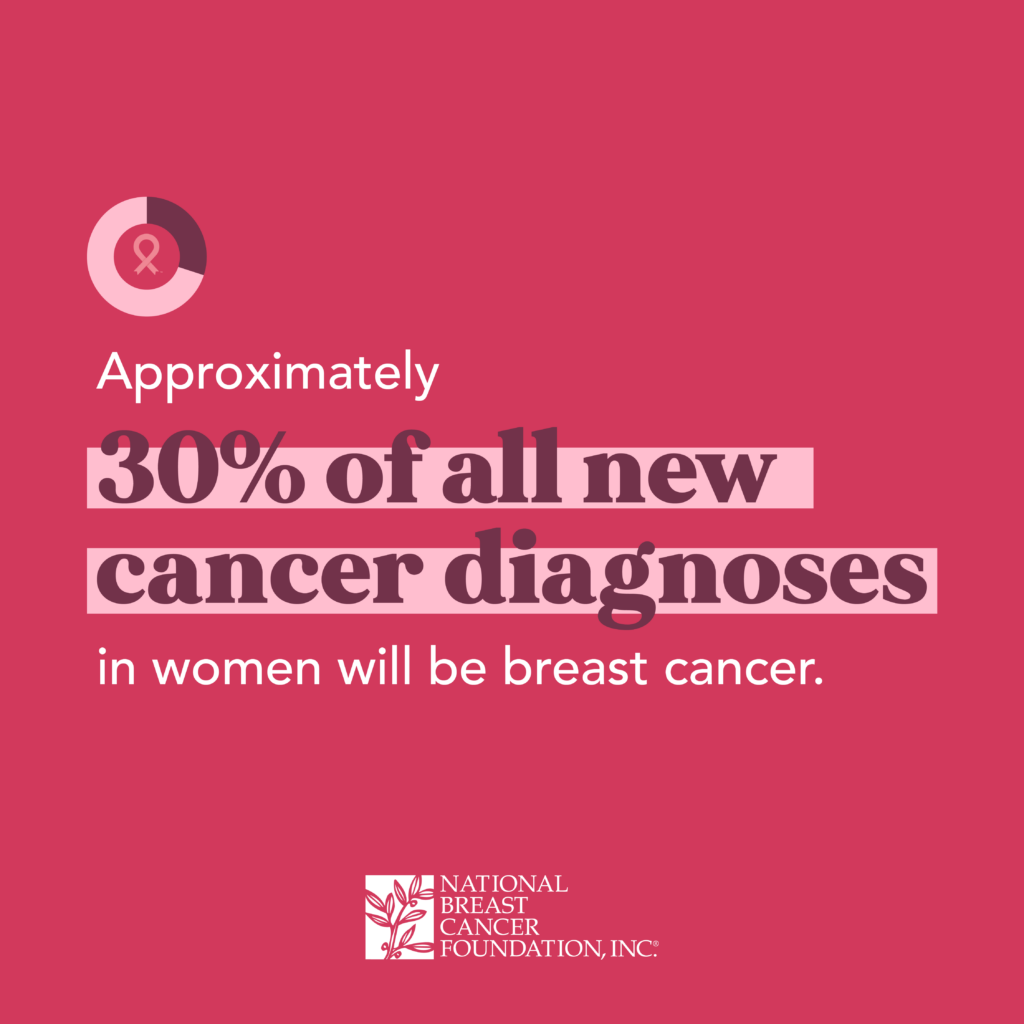 Approximately
30% of all new
cancer diagnoses
in women will be breast cancer.
NATIONAL
BREAST
CANCER
FOUNDATION, INC.®